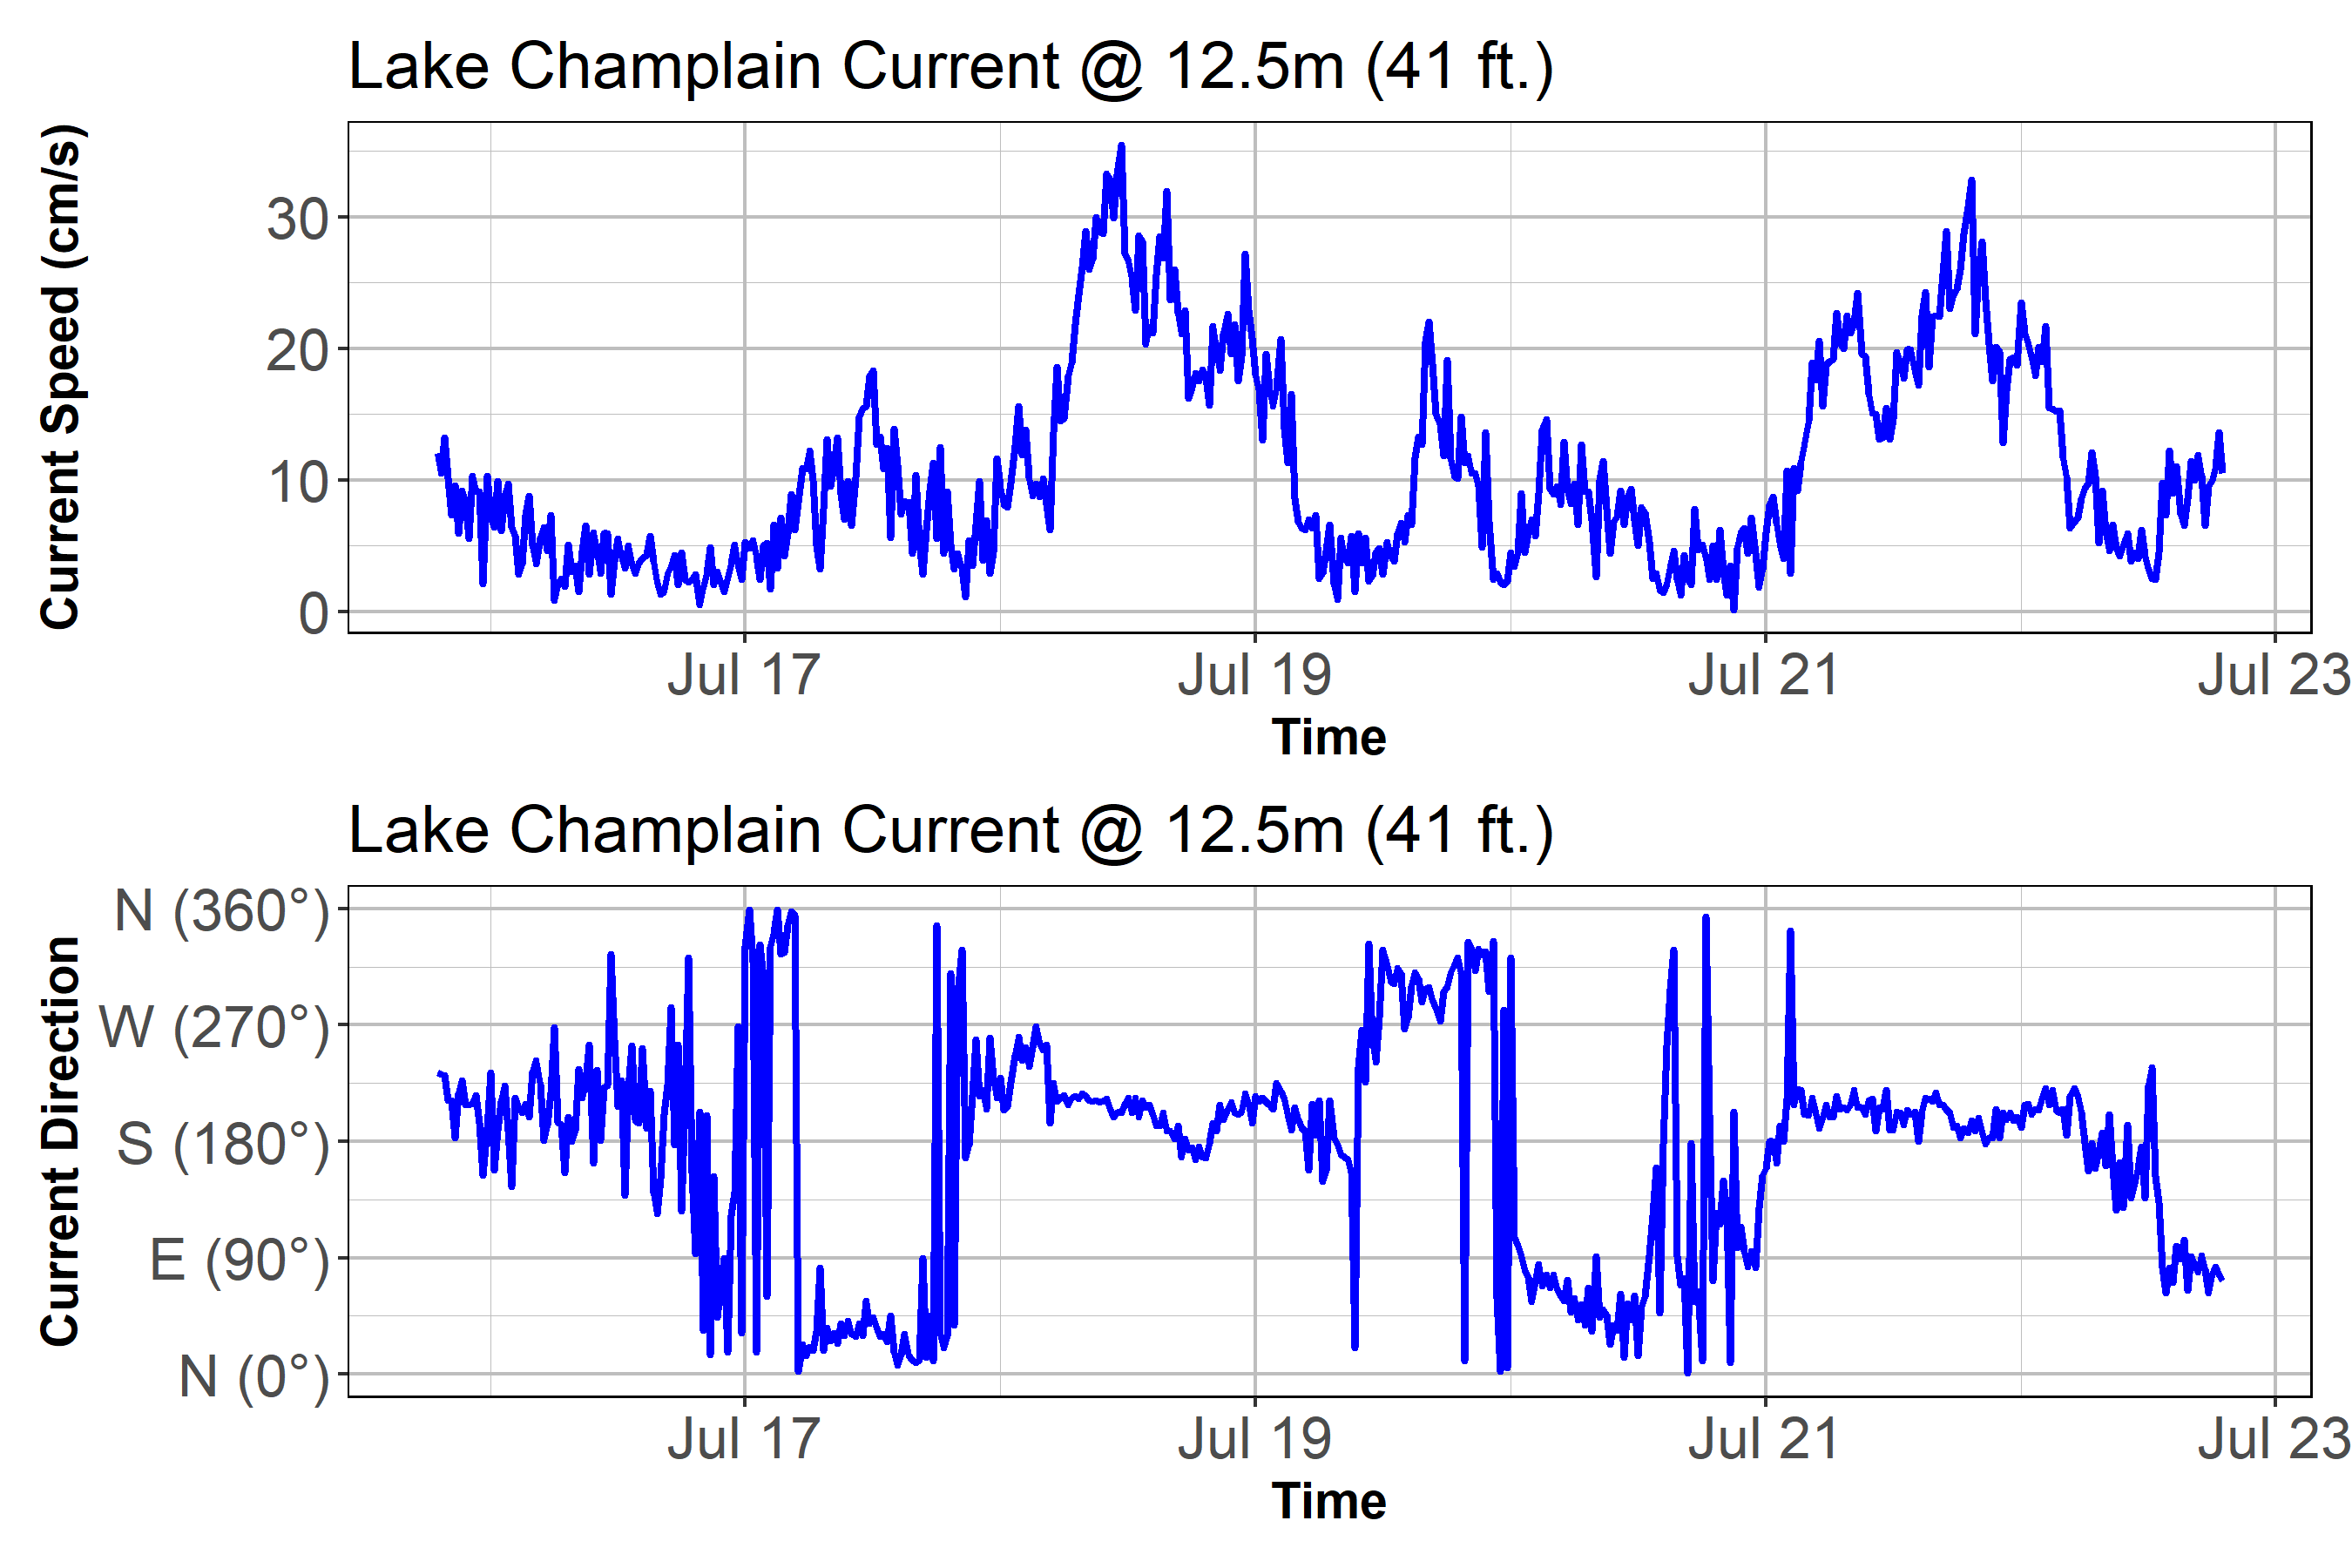 Lake Champlain Current @ 12.5m (41 ft.)
Current Speed (cm/s)
30
20
10
0
Jul 17
Jul 19
Jul 21
Jul 23
Time
Lake Champlain Current @ 12.5m (41 ft.)
Current Direction
N (360°)
W (270°)
S (180°)
E (90°)
N (0°)
Jul 17
Jul 19
Jul 21
Jul 23
Time